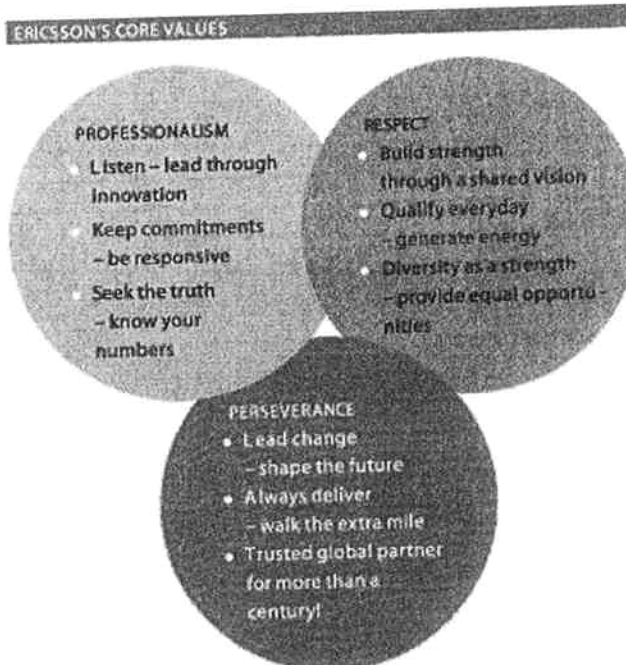 ERICSSON'S CORE VALUES
PROFESSIONALISM
• Listen – lead through
innovation
• Keep commitments
– be responsive
• Seek the truth
– know your
numbers
RESPECT
• Build strength
through a shared vision
• Qualify everyday
– generate energy
• Diversity as a strength
– provide equal opportu-
nities
PERSEVERANCE
• Lead change
– shape the future
• Always deliver
– walk the extra mile
• Trusted global partner
for more than a
century!